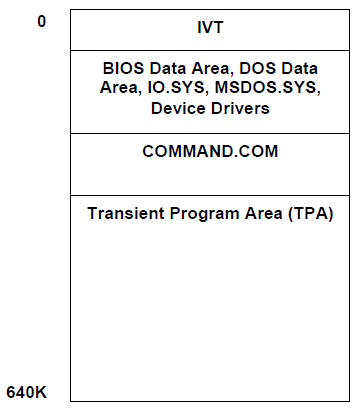 0
IVT
BIOS Data Area, DOS Data
Area, IO.SYS, MSDOS.SYS,
Device Drivers
COMMAND.COM
Transient Program Area (TPA)
640K